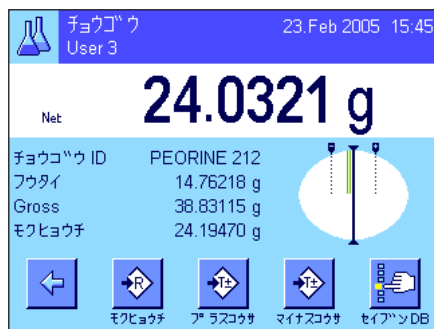 チョウゴウ 23.Feb 2005 15:45
User 3
Net 24.0321 g
チョウゴウ ID PEORINE 212
フウタイ 14.76218 g
Gross 38.83115 g
モクヒョウチ 24.19470 g
R T± T±
モクヒョウチ プラスコウサ マイナスコウサ セイブンDB